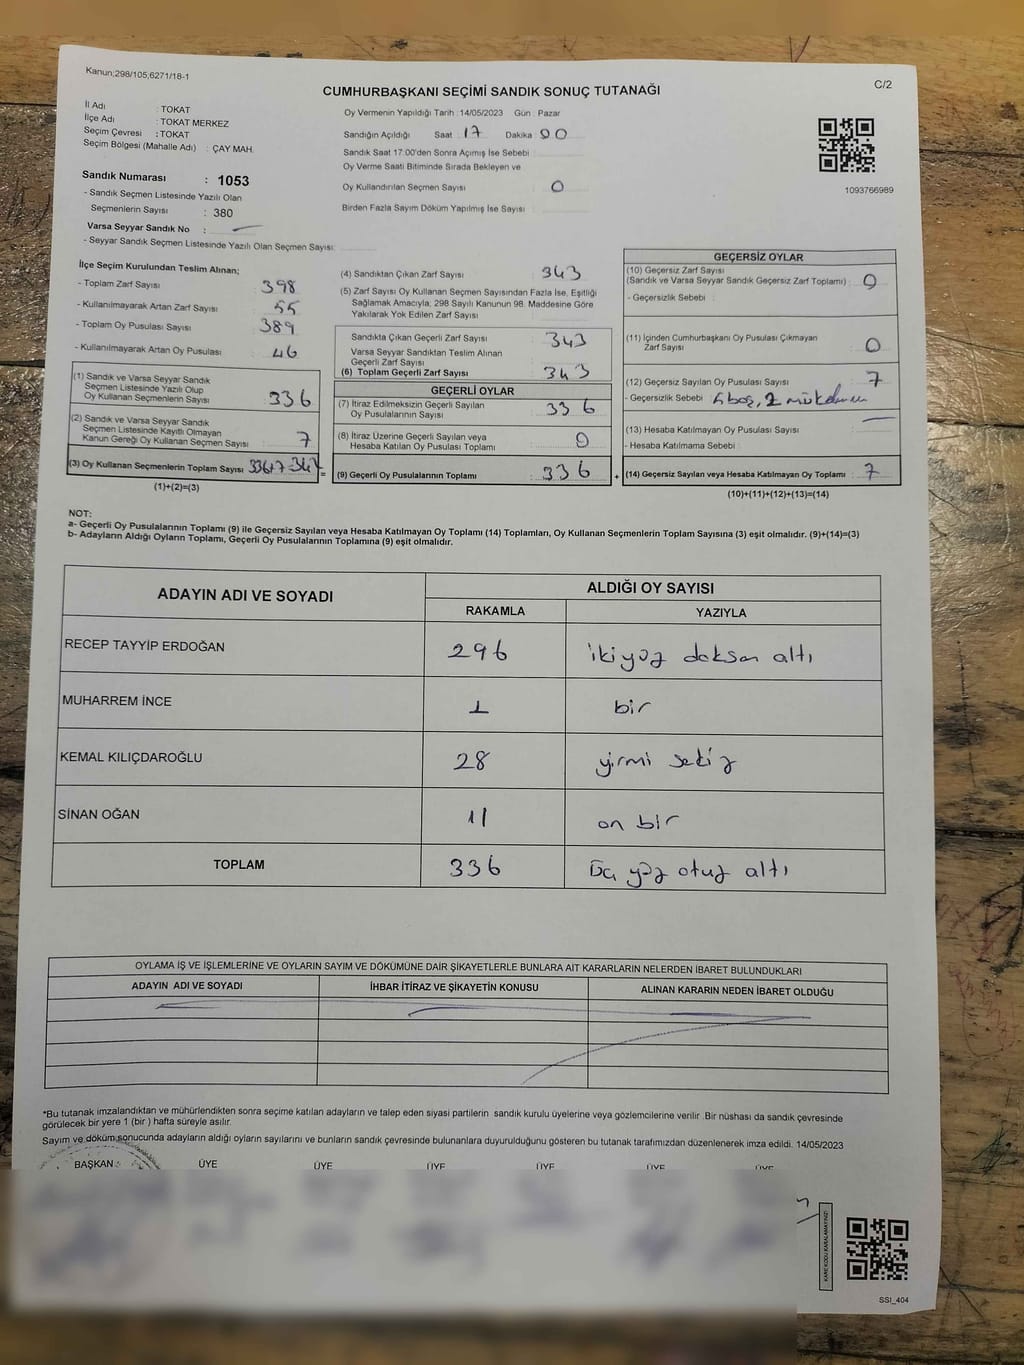 Kanun;298/105,6271/18-1
C/2
CUMHURBAŞKANI SEÇİMİ SANDIK SONUÇ TUTANAĞI
İl Adı : TOKAT
İlçe Adı : TOKAT MERKEZ
Seçim Çevresi : TOKAT
Seçim Bölgesi (Mahalle Adı) : ÇAY MAH.
Oy Vermenin Yapıldığı Tarih : 14/05/2023 Gün : Pazar
Sandığın Açıldığı Saat : 17 Dakika : 00
Sandık Saat 17:00'den Sonra Açımış İse Sebebi :
Oy Verme Saati Bitiminde Sırada Bekleyen ve
Oy Kullandırılan Seçmen Sayısı : 0
Birden Fazla Sayım Döküm Yapılmış İse Sayısı :
1093766989
Sandık Numarası : 1053
- Sandık Seçmen Listesinde Yazılı Olan
Seçmenlerin Sayısı : 380
Varsa Seyyar Sandık No :
- Seyyar Sandık Seçmen Listesinde Yazılı Olan Seçmen Sayısı:
İlçe Seçim Kurulundan Teslim Alınan;
- Toplam Zarf Sayısı : 398
- Kullanılmayarak Artan Zarf Sayısı : 55
- Toplam Oy Pusulası Sayısı : 389
- Kullanılmayarak Artan Oy Pusulası : 46
(1) Sandık ve Varsa Seyyar Sandık
Seçmen Listesinde Yazılı Olup
Oy Kullanan Seçmenlerin Sayısı : 336
(2) Sandık ve Varsa Seyyar Sandık
Seçmen Listesinde Kayıtlı Olmayan
Kanun Gereği Oy Kullanan Seçmen Sayısı : 7
(3) Oy Kullanan Seçmenlerin Toplam Sayısı : 336+7=343
(1)+(2)=(3)
(4) Sandıktan Çıkan Zarf Sayısı : 343
(5) Zarf Sayısı Oy Kullanan Seçmen Sayısından Fazla İse, Eşitliği
Sağlamak Amacıyla; 298 Sayılı Kanunun 98. Maddesine Göre
Yakılarak Yok Edilen Zarf Sayısı :
Sandıkta Çıkan Geçerli Zarf Sayısı : 343
Varsa Seyyar Sandıktan Teslim Alınan
Geçerli Zarf Sayısı :
(6) Toplam Geçerli Zarf Sayısı : 343
GEÇERLİ OYLAR
(7) İtiraz Edilmeksizin Geçerli Sayılan
Oy Pusulalarının Sayısı : 336
(8) İtiraz Üzerine Geçerli Sayılan veya
Hesaba Katılan Oy Pusulası Toplamı : 0
(9) Geçerli Oy Pusulalarının Toplamı : 336
GEÇERSİZ OYLAR
(10) Geçersiz Zarf Sayısı
(Sandık ve Varsa Seyyar Sandık Geçersiz Zarf Toplamı) : 0
- Geçersizlik Sebebi :
(11) İçinden Cumhurbaşkanı Oy Pusulası Çıkmayan
Zarf Sayısı : 0
(12) Geçersiz Sayılan Oy Pusulası Sayısı : 7
- Geçersizlik Sebebi : boş, 2
(13) Hesaba Katılmayan Oy Pusulası Sayısı :
- Hesaba Katılmama Sebebi :
(14) Geçersiz Sayılan veya Hesaba Katılmayan Oy Toplamı : 7
(10)+(11)+(12)+(13)=(14)
NOT:
a- Geçerli Oy Pusulalarının Toplamı (9) ile Geçersiz Sayılan veya Hesaba Katılmayan Oy Toplamı (14) Toplamları, Oy Kullanan Seçmenlerin Toplam Sayısına (3) eşit olmalıdır. (9)+(14)=(3)
b- Adayların Aldığı Oyların Toplamı, Geçerli Oy Pusulalarının Toplamına (9) eşit olmalıdır.
ADAYIN ADI VE SOYADI ALDIĞI OY SAYISI
RAKAMLA YAZIYLA
RECEP TAYYİP ERDOĞAN 296 ikiyüz doksan altı
MUHARREM İNCE 1 bir
KEMAL KILIÇDAROĞLU 28 yirmi sekiz
SİNAN OĞAN 11 on bir
TOPLAM 336 üç yüz otuz altı
OYLAMA İŞ VE İŞLEMLERİNE VE OYLARIN SAYIM VE DÖKÜMÜNE DAİR ŞİKAYETLERLE BUNLARA AİT KARARLARIN NELERDEN İBARET BULUNDUKLARI
ADAYIN ADI VE SOYADI İHBAR İTİRAZ VE ŞİKAYETİN KONUSU ALINAN KARARIN NEDEN İBARET OLDUĞU
*Bu tutanak imzalandıktan ve mühürlendikten sonra seçime katılan adayların ve talep eden siyasi partilerin sandık kurulu üyelerine veya gözlemcilerine verilir .Bir nüshası da sandık çevresinde
görülecek bir yere 1 (bir ) hafta süreyle asılır.
Sayım ve döküm sonucunda adayların aldığı oyların sayılarını ve bunların sandık çevresinde bulunanlara duyurulduğunu gösteren bu tutanak tarafımızdan düzenlenerek imza edildi. 14/05/2023
BAŞKAN ÜYE ÜYE ÜYE ÜYE ÜYE ÜYE
KARE KODU KARALAMAYINIZ!
SSI_404